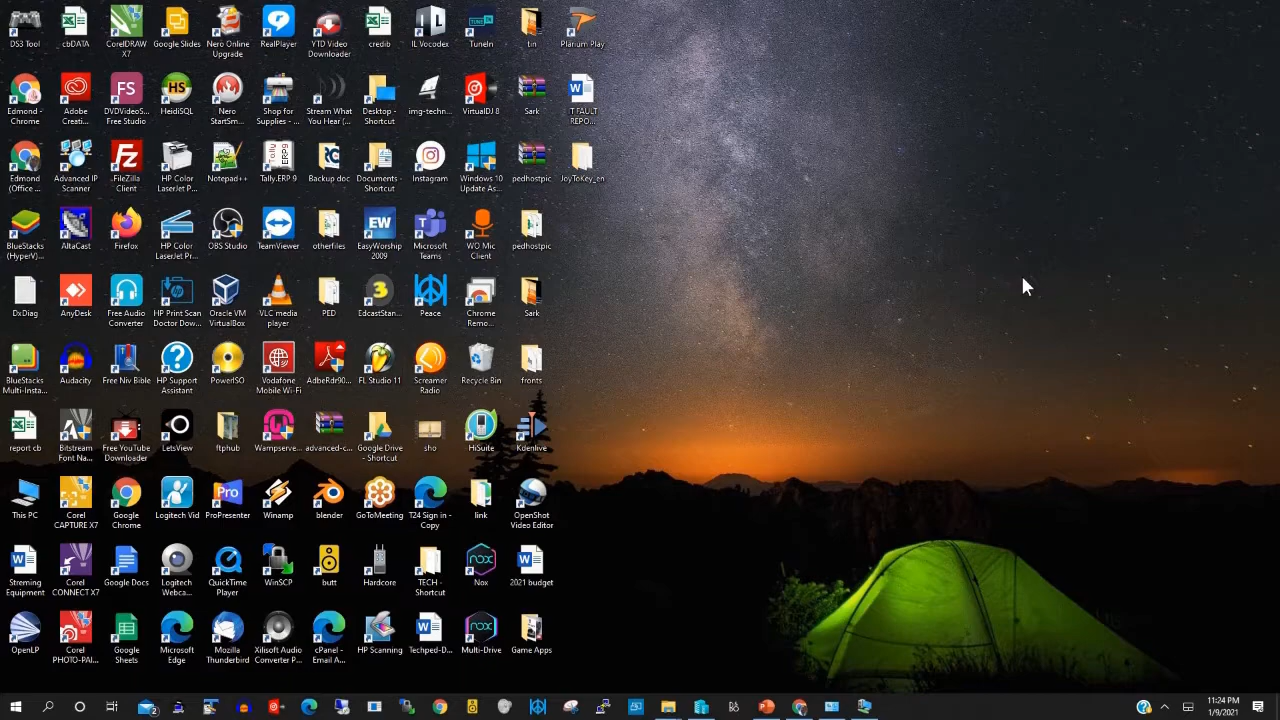 DS3 Tool
cbDATA
CorelDRAW
X7
Google Slides
Nero Online
Upgrade
RealPlayer
YTD Video
Downloader
credib
IL Vocodex
TuneIn
tin
Plarium Play
Edmond -
Chrome
Adobe
Creati...
DVDVideoS...
Free Studio
HeidiSQL
Nero
StartSm...
Shop for
Supplies - ...
Stream What
You Hear (...
Desktop -
Shortcut
img-techn...
VirtualDJ 8
Sark
IT FAULT
REPO...
Edmond
(Office ...
Advanced IP
Scanner
FileZilla
Client
HP Color
LaserJet P...
Notepad++
Tally.ERP 9
Backup doc
Documents -
Shortcut
Instagram
Windows 10
Update As...
pedhostpic
JoyToKey_en
BlueStacks
(HyperV)...
AltaCast
Firefox
HP Color
LaserJet Pr...
OBS Studio
TeamViewer
otherfiles
EasyWorship
2009
Microsoft
Teams
WO Mic
Client
pedhostpic
DxDiag
AnyDesk
Free Audio
Converter
HP Print Scan
Doctor Dow...
Oracle VM
VirtualBox
VLC media
player
PED
EdcastStan...
Peace
Chrome
Remo...
Sark
BlueStacks
Multi-Insta...
Audacity
Free Niv Bible
HP Support
Assistant
PowerISO
Vodafone
Mobile Wi-Fi
AdbeRdr90...
FL Studio 11
Screamer
Radio
Recycle Bin
fronts
report cb
Bitstream
Font Na...
Free YouTube
Downloader
LetsView
ftphub
Wampserve...
advanced-c...
Google Drive
- Shortcut
sho
HiSuite
Kdenlive
This PC
Corel
CAPTURE X7
Google
Chrome
Logitech Vid
ProPresenter
Winamp
blender
GoToMeeting
T24 Sign in -
Copy
link
OpenShot
Video Editor
Streming
Equipment
Corel
CONNECT X7
Google Docs
Logitech
Webca...
QuickTime
Player
WinSCP
butt
Hardcore
TECH -
Shortcut
Nox
2021 budget
OpenLP
Corel
PHOTO-PAI...
Google
Sheets
Microsoft
Edge
Mozilla
Thunderbird
Xilisoft Audio
Converter P...
cPanel -
Email A...
HP Scanning
Techped-D...
Multi-Drive
Game Apps
11:24 PM
1/9/2021